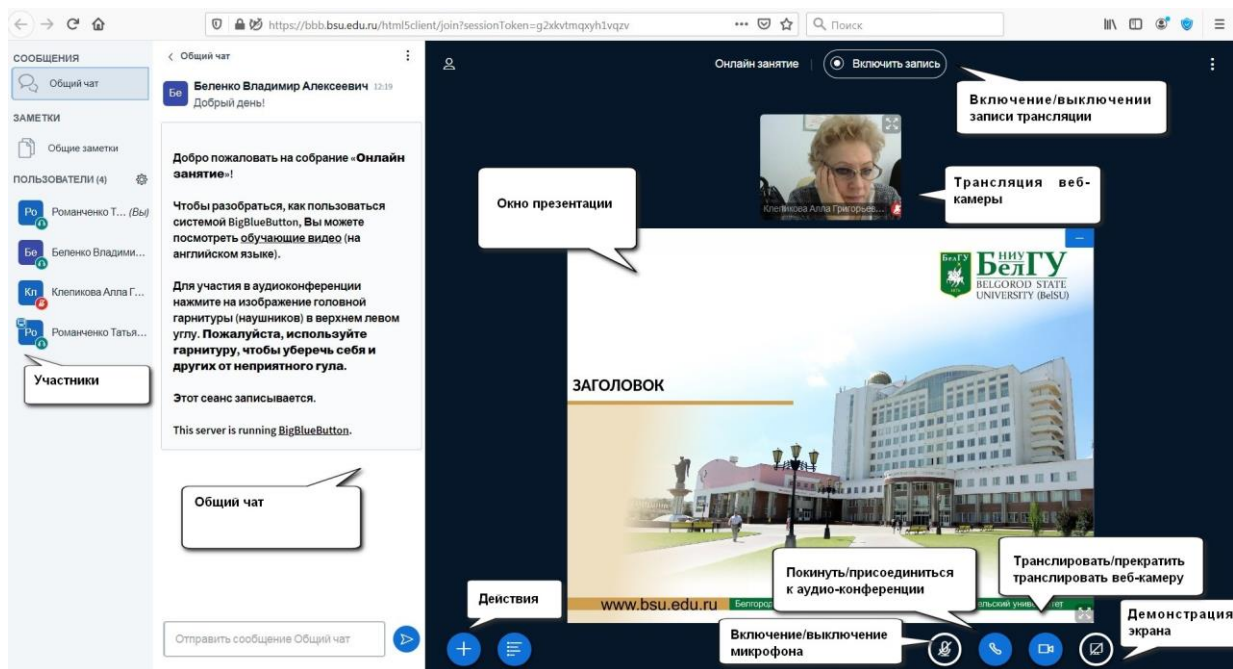 https://bbb.bsu.edu.ru/html5client/join?sessionToken=g2xkvtmqxyh1vqzv
Поиск
СООБЩЕНИЯ
Общий чат
ЗАМЕТКИ
Общие заметки
ПОЛЬЗОВАТЕЛИ (4)
Ро
Романченко Т... (Вы)
Бе
Беленко Владими...
Кл
Клепикова Алла Г...
Ро
Романченко Татья...
Участники
Общий чат
Бе
Беленко Владимир Алексеевич 12:19
Добрый день!
Добро пожаловать на собрание «Онлайн
занятие»!
Чтобы разобраться, как пользоваться
системой BigBlueButton, Вы можете
посмотреть обучающие видео (на
английском языке).
Для участия в аудиоконференции
нажмите на изображение головной
гарнитуры (наушников) в верхнем левом
углу. Пожалуйста, используйте
гарнитуру, чтобы уберечь себя и
других от неприятного гула.
Этот сеанс записывается.
This server is running BigBlueButton.
Общий чат
Отправить сообщение Общий чат
Онлайн занятие
Включить запись
Включение/выключении
записи трансляции
Клепикова Алла Григорьев...
Трансляция веб-
камеры
Окно презентации
БелГУ
НИУ
БелГУ
BELGOROD STATE
UNIVERSITY (BelSU)
ЗАГОЛОВОК
www.bsu.edu.ru
Транслировать/прекратить
транслировать веб-камеру
Покинуть/присоединиться
к аудио-конференции
Действия
Включение/выключение
микрофона
Демонстрация
экрана